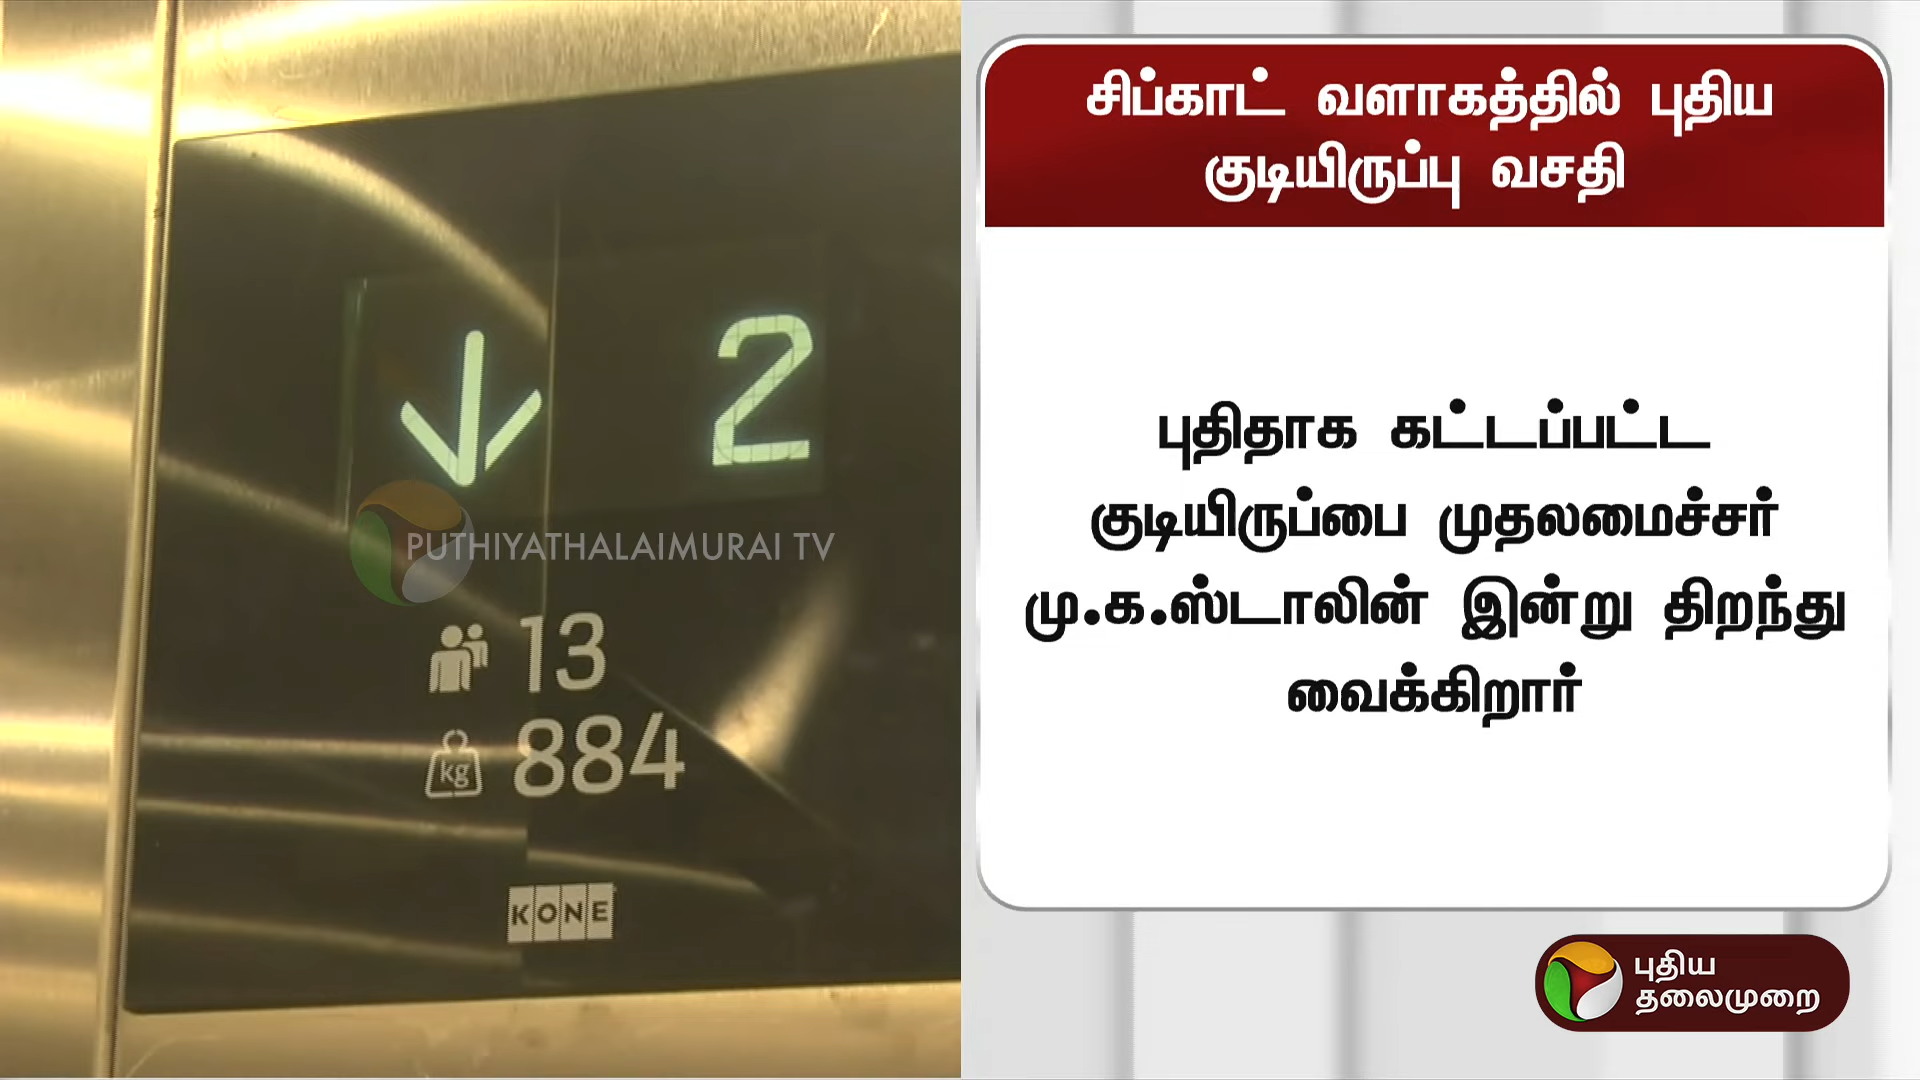 சிப்காட் வளாகத்தில் புதிய
குடியிருப்பு வசதி
புதிதாக கட்டப்பட்ட
குடியிருப்பை முதலமைச்சர்
மு.க.ஸ்டாலின் இன்று திறந்து
வைக்கிறார்
2
PUTHIYATHALAIMURAI TV
13
kg 884
KONE
புதிய
தலைமுறை